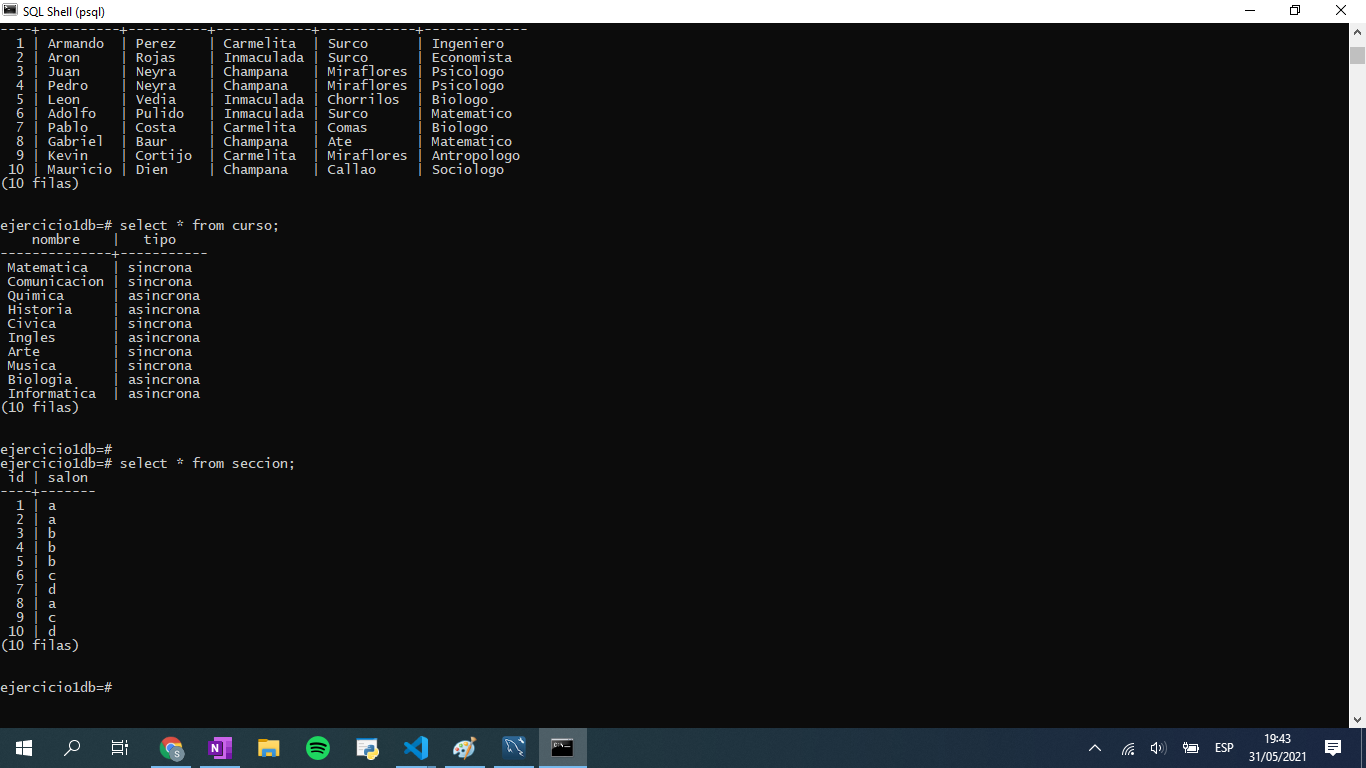 SQL Shell (psql)
----+----------+----------+------------+------------+-------------
  1 | Armando  | Perez    | Carmelita  | Surco      | Ingeniero
  2 | Aron     | Rojas    | Inmaculada | Surco      | Economista
  3 | Juan     | Neyra    | Champana   | Miraflores | Psicologo
  4 | Pedro    | Neyra    | Champana   | Miraflores | Psicologo
  5 | Leon     | Vedia    | Inmaculada | Chorrilos  | Biologo
  6 | Adolfo   | Pulido   | Inmaculada | Surco      | Matematico
  7 | Pablo    | Costa    | Carmelita  | Comas      | Biologo
  8 | Gabriel  | Baur     | Champana   | Ate        | Matematico
  9 | Kevin    | Cortijo  | Carmelita  | Miraflores | Antropologo
 10 | Mauricio | Dien     | Champana   | Callao     | Sociologo
(10 filas)
ejercicio1db=# select * from curso;
    nombre    |   tipo
--------------+-----------
 Matematica   | sincrona
 Comunicacion | sincrona
 Quimica      | asincrona
 Historia     | asincrona
 Civica       | sincrona
 Ingles       | asincrona
 Arte         | sincrona
 Musica       | sincrona
 Biologia     | asincrona
 Informatica  | asincrona
(10 filas)
ejercicio1db=#
ejercicio1db=# select * from seccion;
 id | salon
----+-------
  1 | a
  2 | a
  3 | b
  4 | b
  5 | b
  6 | c
  7 | d
  8 | a
  9 | c
 10 | d
(10 filas)
ejercicio1db=#
ESP
19:43
31/05/2021